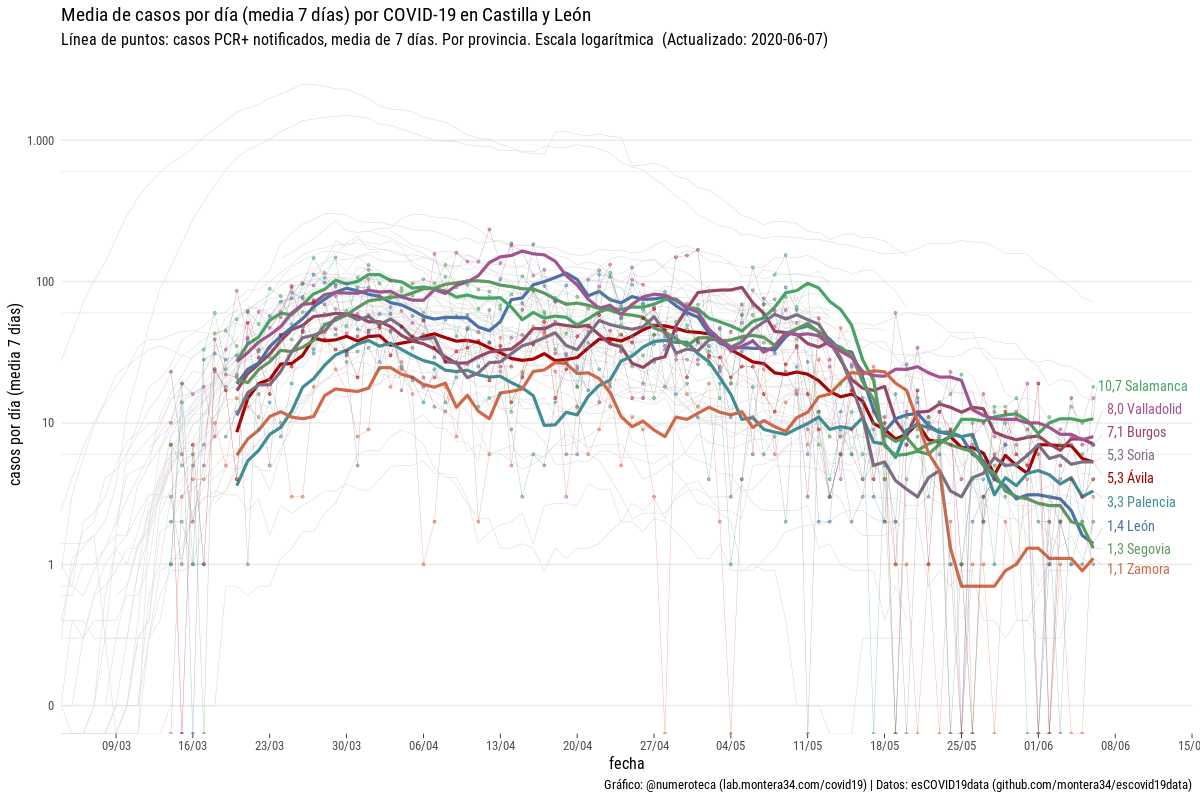 Media de casos por día (media 7 días) por COVID-19 en Castilla y León
Línea de puntos: casos PCR+ notificados, media de 7 días. Por provincia. Escala logarítmica  (Actualizado: 2020-06-07)
casos por día (media 7 días)
1.000
100
10
1
0
10,7 Salamanca
8,0 Valladolid
7,1 Burgos
5,3 Soria
5,3 Ávila
3,3 Palencia
1,4 León
1,3 Segovia
1,1 Zamora
09/03 16/03 23/03 30/03 06/04 13/04 20/04 27/04 04/05 11/05 18/05 25/05 01/06 08/06 15/0
fecha
Gráfico: @numeroteca (lab.montera34.com/covid19) | Datos: esCOVID19data (github.com/montera34/escovid19data)